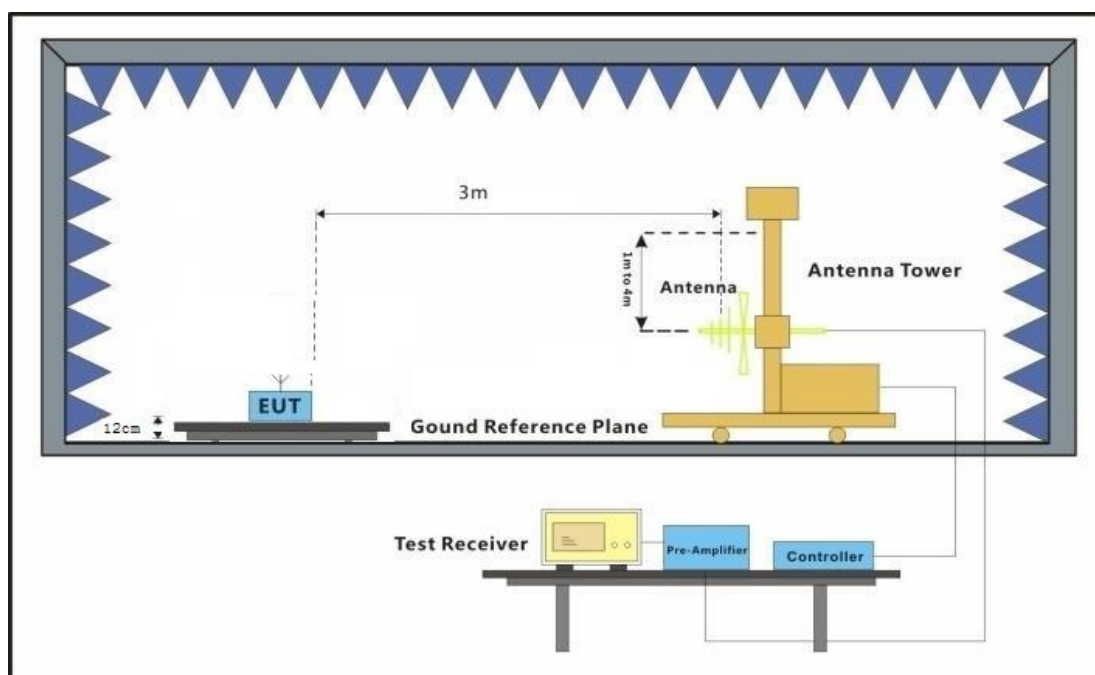 3m
1m to 4m
Antenna
Antenna Tower
EUT
12cm
Gound Reference Plane
Test Receiver
Pre-Amplifier
Controller